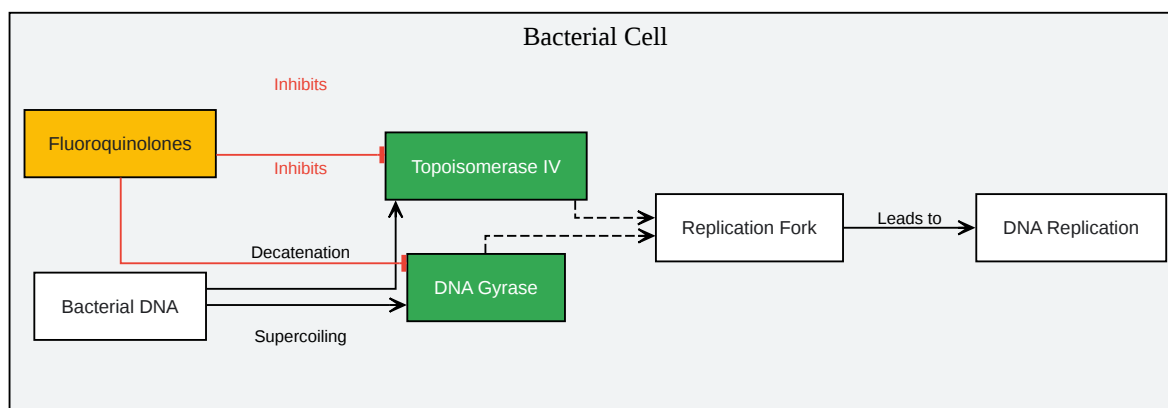 Bacterial Cell
Inhibits
Fluoroquinolones
Inhibits
Topoisomerase IV
Replication Fork
Leads to
DNA Replication
Decatenation
Bacterial DNA
DNA Gyrase
Supercoiling